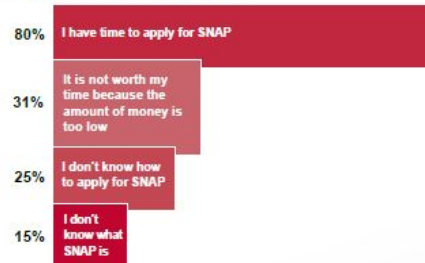 80% I have time to apply for SNAP
It is not worth my
time because the
31% amount of money is
too low
I don't know how
25% to apply for SNAP
I don't
15% know what
SNAP is